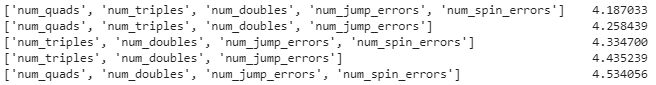 ['num_quads', 'num_triples', 'num_doubles', 'num_jump_errors', 'num_spin_errors'] 4.187033
['num_quads', 'num_triples', 'num_doubles', 'num_jump_errors'] 4.258439
['num_triples', 'num_doubles', 'num_jump_errors', 'num_spin_errors'] 4.334700
['num_triples', 'num_doubles', 'num_jump_errors'] 4.435239
['num_quads', 'num_doubles', 'num_jump_errors', 'num_spin_errors'] 4.534056